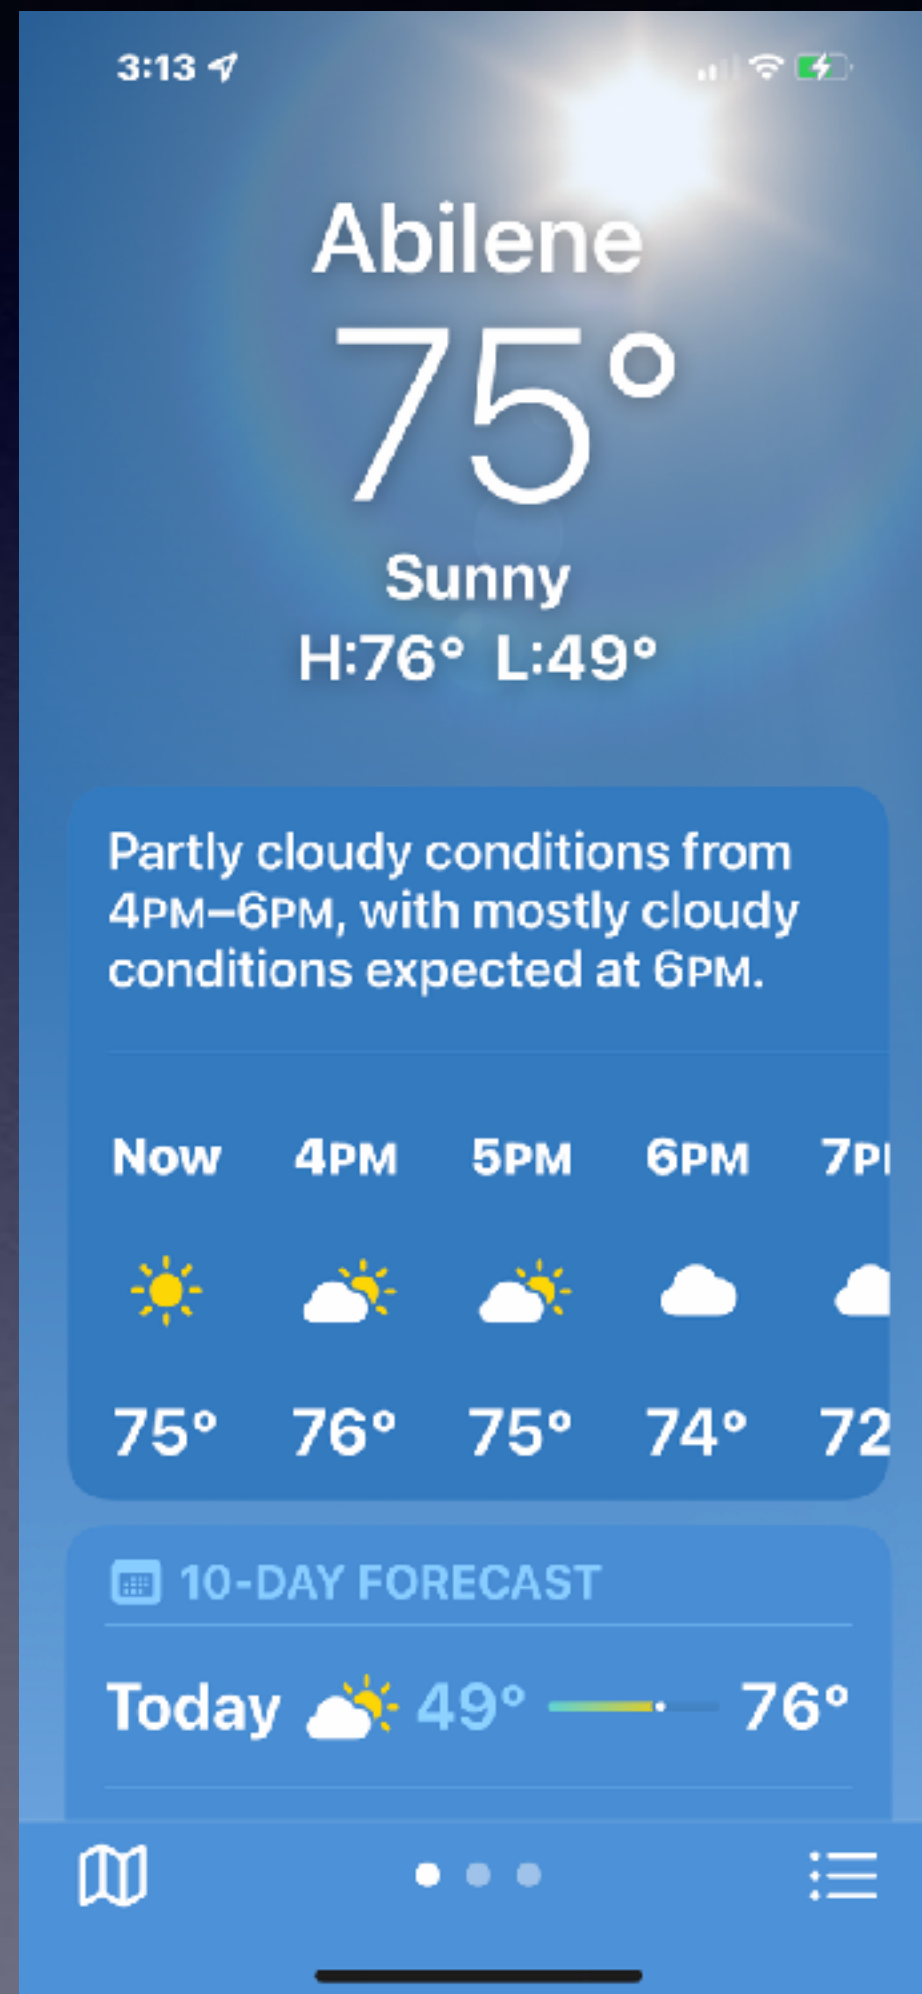 3:13
Abilene
75°
Sunny
H:76° L:49°
Partly cloudy conditions from
4PM–6PM, with mostly cloudy
conditions expected at 6PM.
Now 4PM 5PM 6PM
75° 76° 75° 74° 72
10-DAY FORECAST
Today 49° 76°